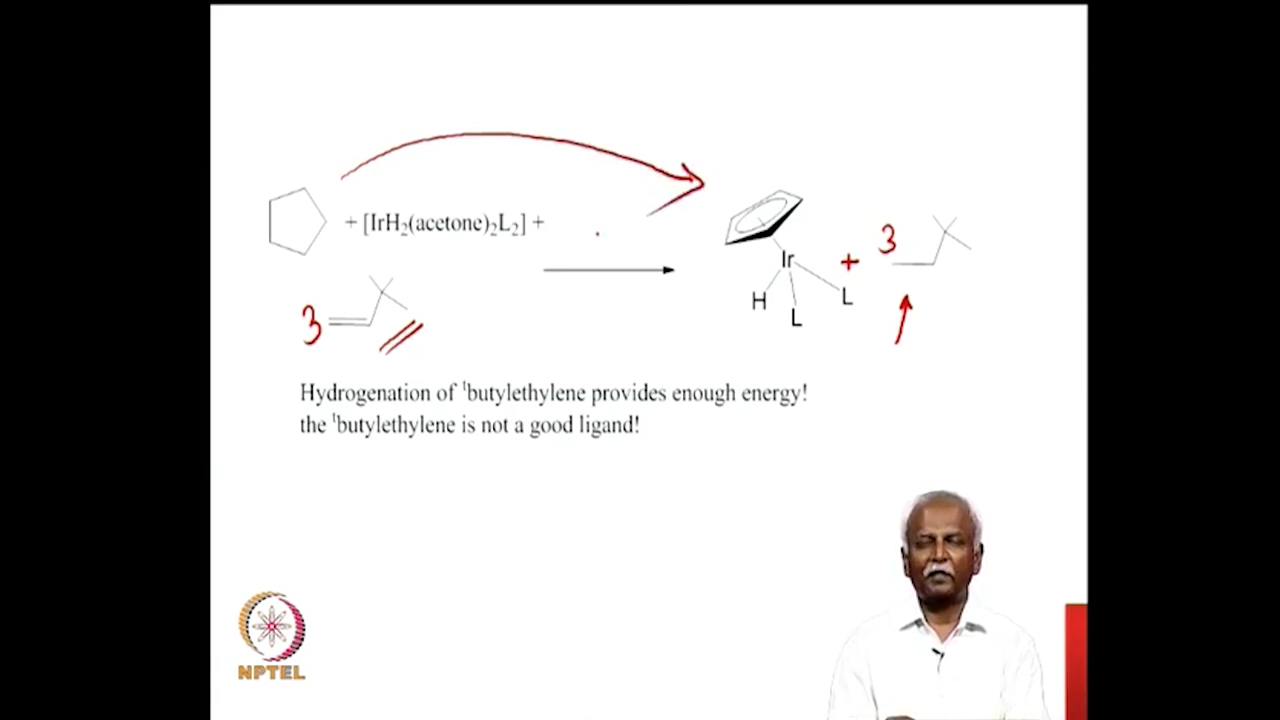 + [IrH₂(acetone)₂L₂] +
3
Ir
H
L
L
+ 3
Hydrogenation of ᵗbutylethylene provides enough energy!
the ᵗbutylethylene is not a good ligand!
NPTEL